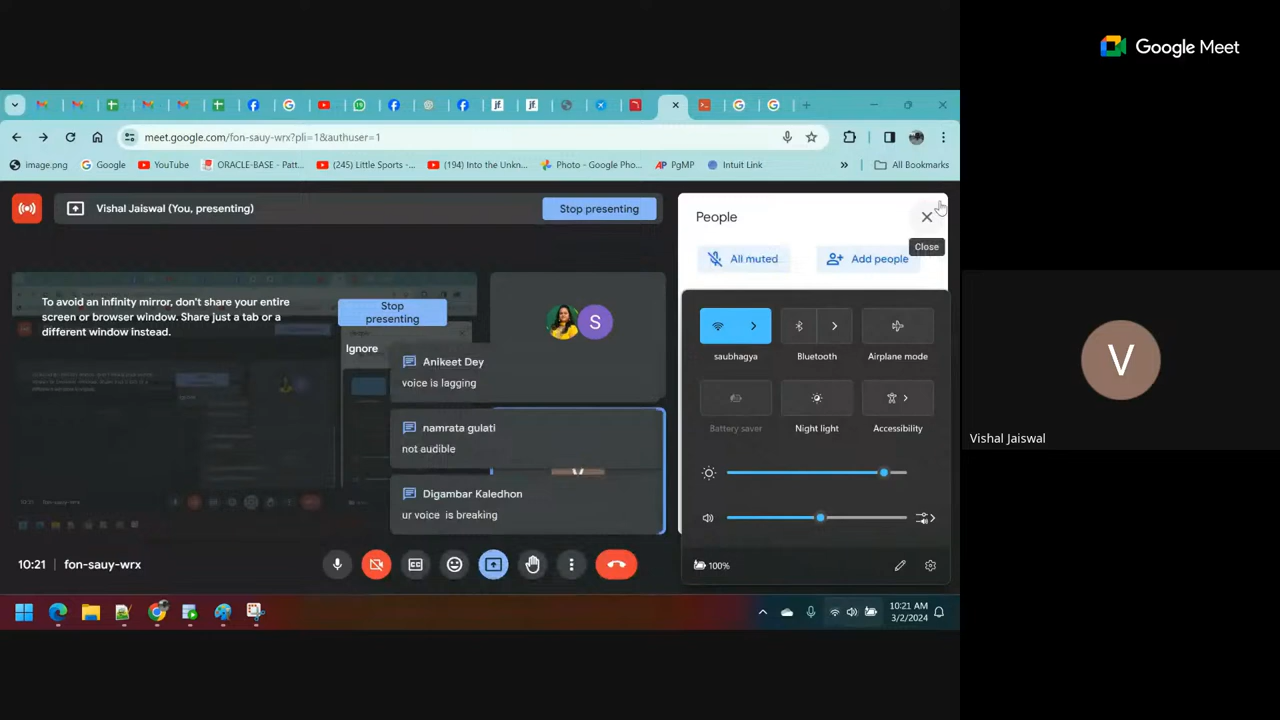 Google Meet
meet.google.com/fon-sauy-wrx?pli=1&authuser=1
image.png
Google
YouTube
ORACLE-BASE - Patt...
(245) Little Sports -...
(194) Into the Unkn...
Photo - Google Pho...
PgMP
Intuit Link
»
All Bookmarks
Vishal Jaiswal (You, presenting)
Stop presenting
People
Close
All muted
Add people
To avoid an infinity mirror, don't share your entire
screen or browser window. Share just a tab or a
different window instead.
Stop
presenting
Ignore
S
Anikeet Dey
voice is lagging
namrata gulati
not audible
Digambar Kaledhon
ur voice is breaking
saubhagya
Bluetooth
Airplane mode
Battery saver
Night light
Accessibility
100%
10:21
fon-sauy-wrx
10:21 AM
3/2/2024
V
Vishal Jaiswal